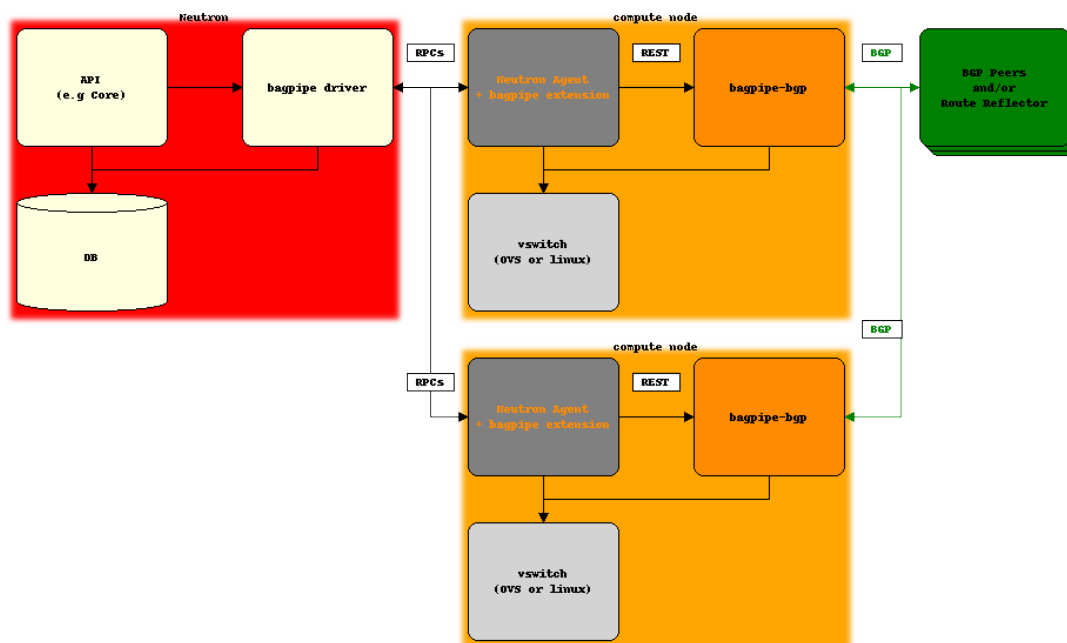 Neutron
compute node
API
(e.g Core)
bagpipe driver
RPCs
Neutron Agent
+ bagpipe extension
REST
bagpipe-bgp
BGP
BGP Peers
and/or
Route Reflector
DB
vswitch
(OVS or linux)
BGP
compute node
RPCs
Neutron Agent
+ bagpipe extension
REST
bagpipe-bgp
vswitch
(OVS or linux)